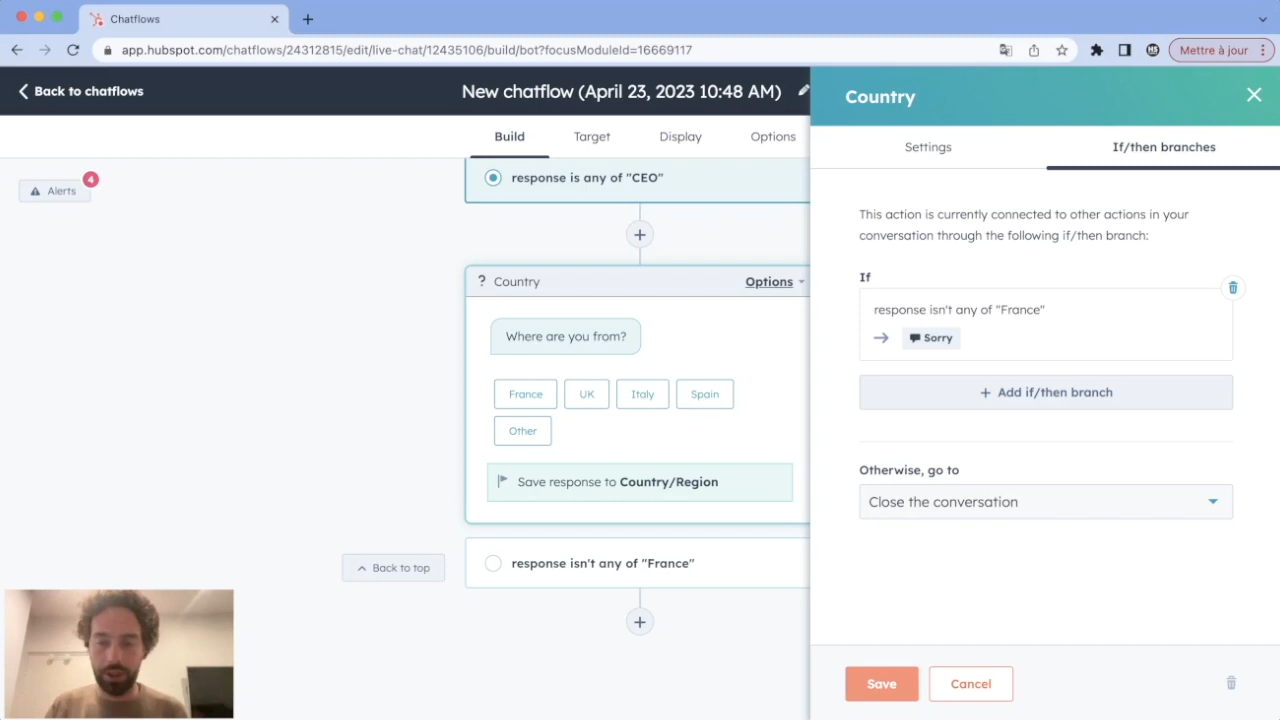 Chatflows
app.hubspot.com/chatflows/24312815/edit/live-chat/12435106/build/bot?focusModuleId=16669117
Mettre à jour
Back to chatflows
New chatflow (April 23, 2023 10:48 AM)
Build
Target
Display
Options
Alerts
4
response is any of "CEO"
? Country
Options
Where are you from?
France
UK
Italy
Spain
Other
Save response to Country/Region
response isn't any of "France"
Back to top
Country
Settings
If/then branches
This action is currently connected to other actions in your
conversation through the following if/then branch:
If
response isn't any of "France"
Sorry
+ Add if/then branch
Otherwise, go to
Close the conversation
Save
Cancel